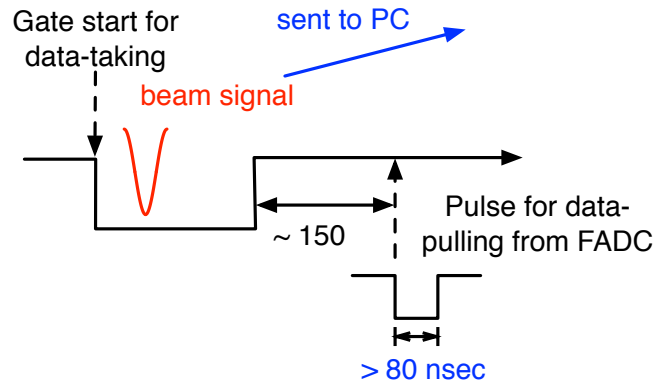 Gate start for
data-taking
sent to PC
beam signal
~ 150
Pulse for data-
pulling from FADC
> 80 nsec